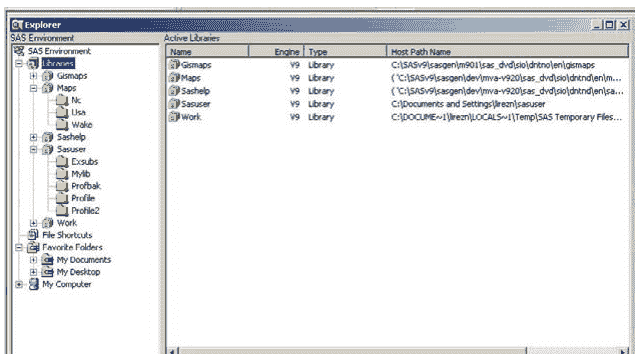 Explorer
SAS Environment
Active Libraries
SAS Environment
Libraries
Gismaps
Maps
Nc
Usa
Wake
Sashelp
Sasuser
Exsubs
Mylib
Profbak
Profile
Profile2
Work
File Shortcuts
Favorite Folders
My Documents
My Desktop
My Computer
Name Engine Type Host Path Name
Gismaps V9 Library C:\SASv9\sasgen\m901\sas_dvd\sio\dntno\en\gismaps
Maps V9 Library ( 'C:\SASv9\sasgen\dev\mva-v920\sas_dvd\sio\dntnd\en\m...
Sashelp V9 Library ( 'C:\SASv9\sasgen\dev\mva-v920\sas_dvd\sio\dntnd\en\sa...
Sasuser V9 Library C:\Documents and Settings\lrezn\sasuser
Work V9 Library C:\DOCUME~1\lrezn\LOCALS~1\Temp\SAS Temporary Files...